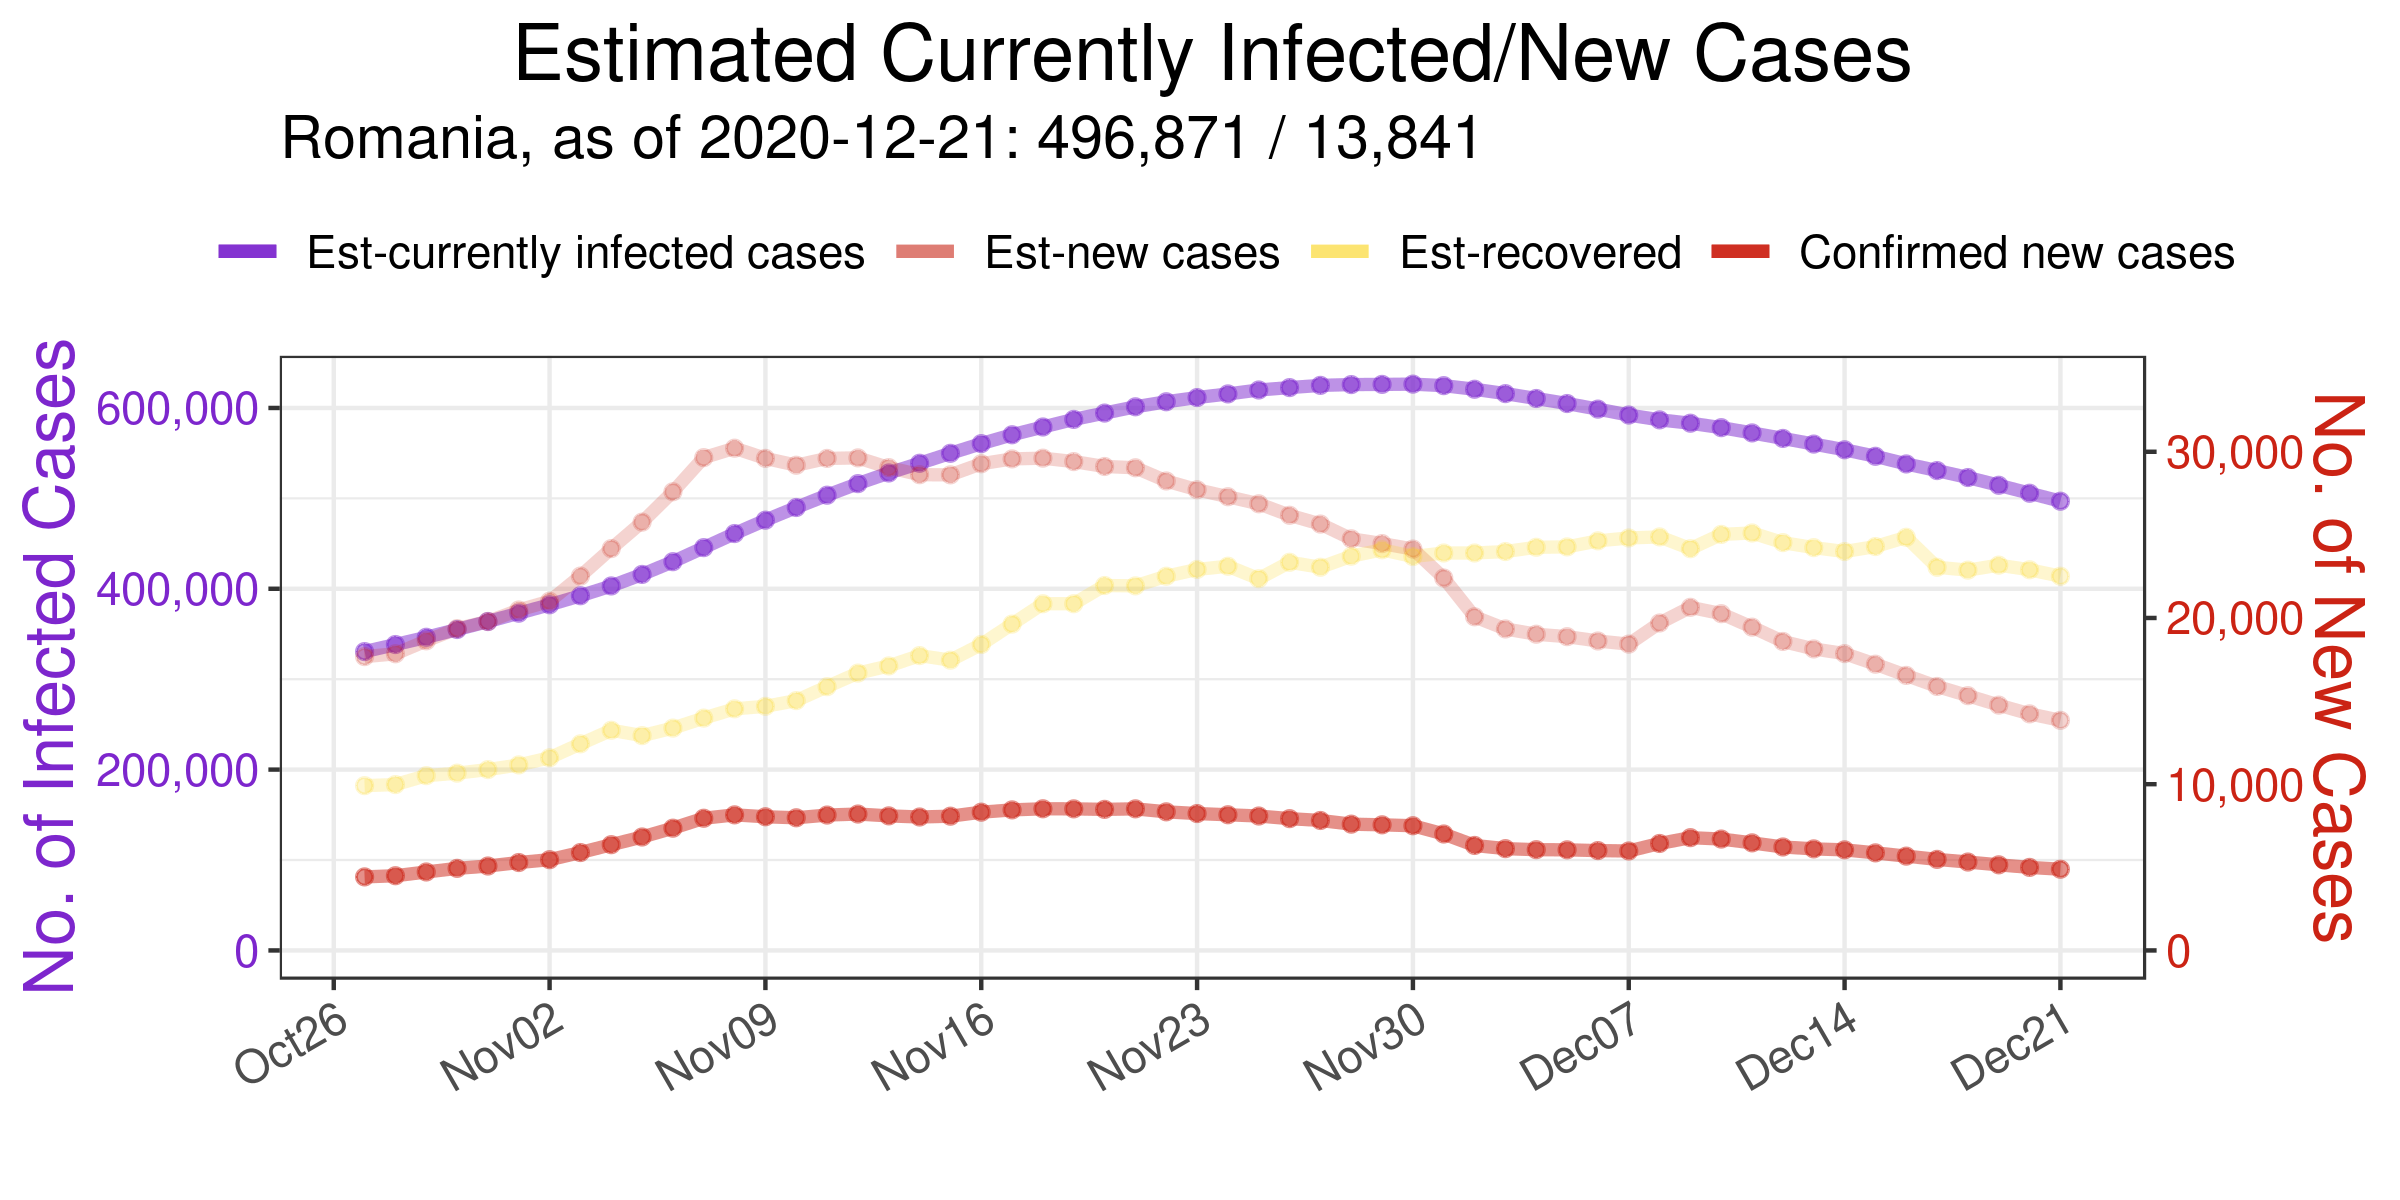 Estimated Currently Infected/New Cases
Romania, as of 2020-12-21: 496,871 / 13,841
Est-currently infected cases Est-new cases Est-recovered Confirmed new cases
No. of Infected Cases
600,000
400,000
200,000
0
30,000
20,000
10,000
0
No. of New Cases
Oct26 Nov02 Nov09 Nov16 Nov23 Nov30 Dec07 Dec14 Dec21